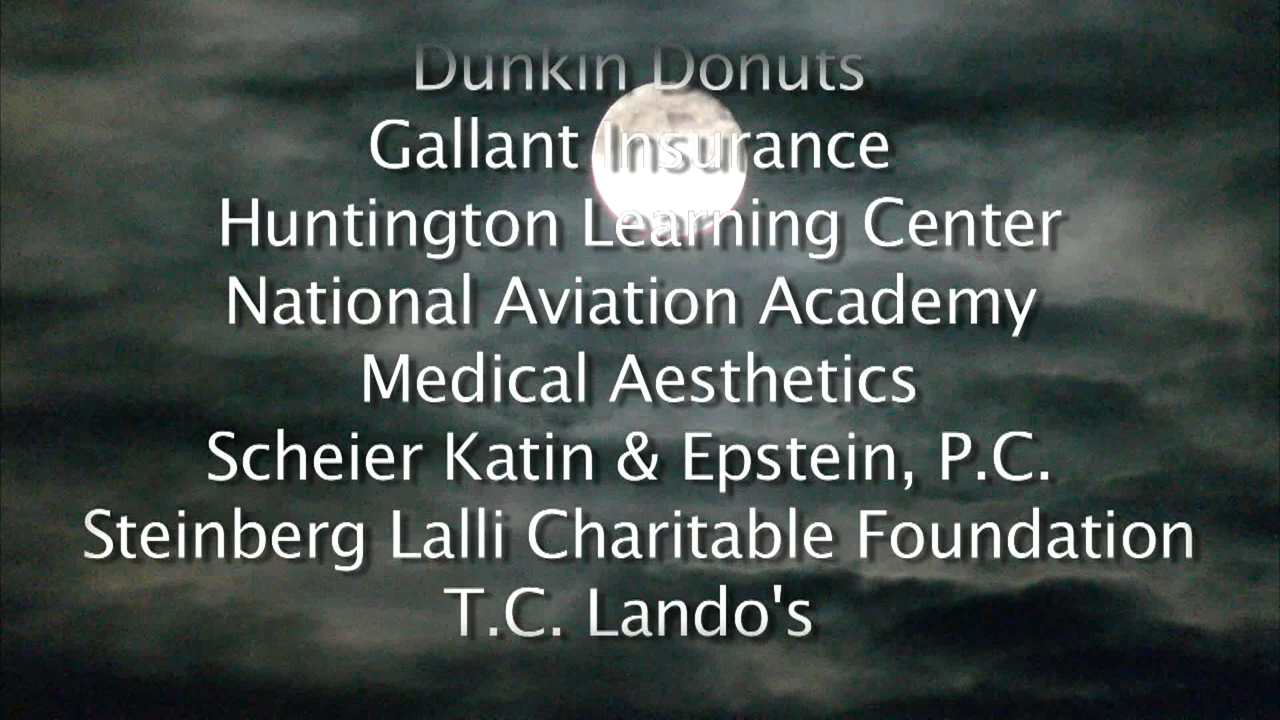 Dunkin Donuts
Gallant Insurance
Huntington Learning Center
National Aviation Academy
Medical Aesthetics
Scheier Katin & Epstein, P.C.
Steinberg Lalli Charitable Foundation
T.C. Lando's